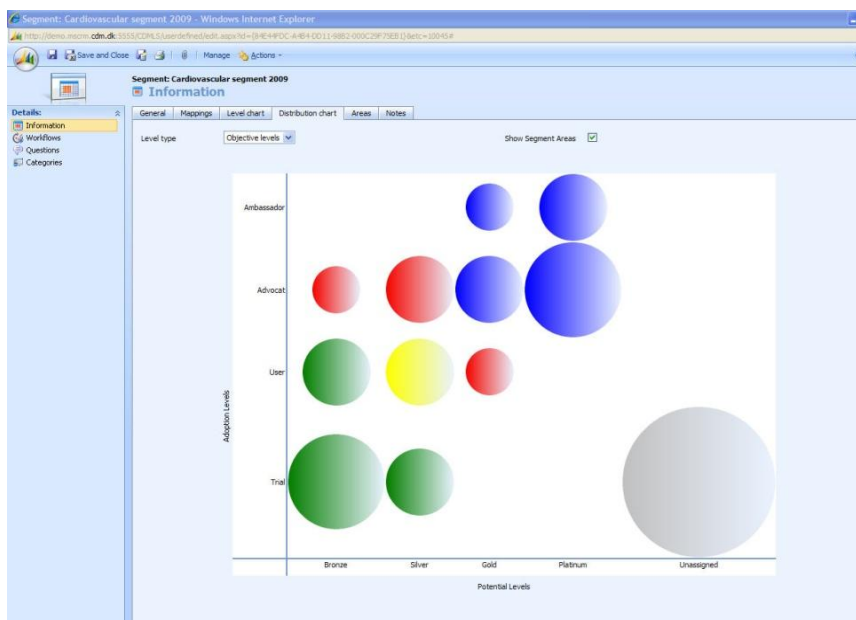 Segment: Cardiovascular segment 2009 - Windows Internet Explorer
Save and Close
Manage
Actions
Segment: Cardiovascular segment 2009
Information
Details:
Information
Workflows
Questions
Categories
General
Mappings
Level chart
Distribution chart
Areas
Notes
Level type
Objective levels
Show Segment Areas
Ambassador
Advocat
User
Trial
Adoption Levels
Bronze
Silver
Gold
Platinum
Unassigned
Potential Levels